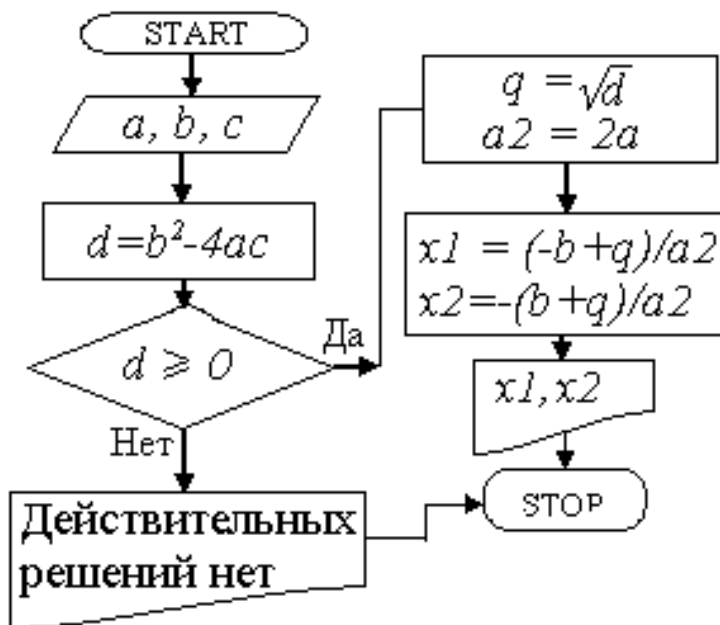 START
a, b, c
d=b²-4ac
d ⩾ 0
Да
Нет
Действительных
решений нет
q = √d
a2 = 2a
x1 = (-b+q)/a2
x2=-(b+q)/a2
x1, x2
STOP